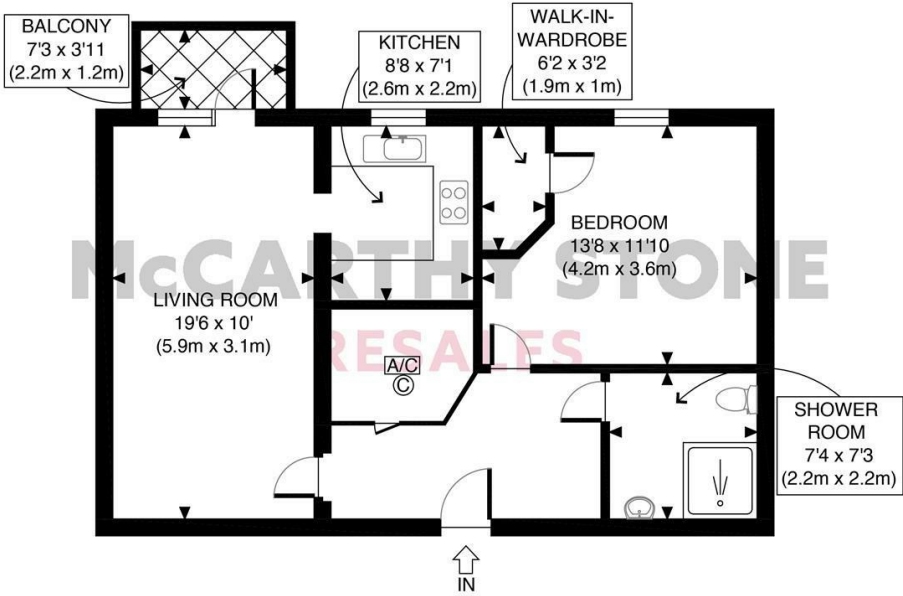 BALCONY
7'3 x 3'11
(2.2m x 1.2m)
KITCHEN
8'8 x 7'1
(2.6m x 2.2m)
WALK-IN-
WARDROBE
6'2 x 3'2
(1.9m x 1m)
BEDROOM
13'8 x 11'10
(4.2m x 3.6m)
McCARTHY STONE
RESALES
LIVING ROOM
19'6 x 10'
(5.9m x 3.1m)
A/C
C
SHOWER
ROOM
7'4 x 7'3
(2.2m x 2.2m)
IN